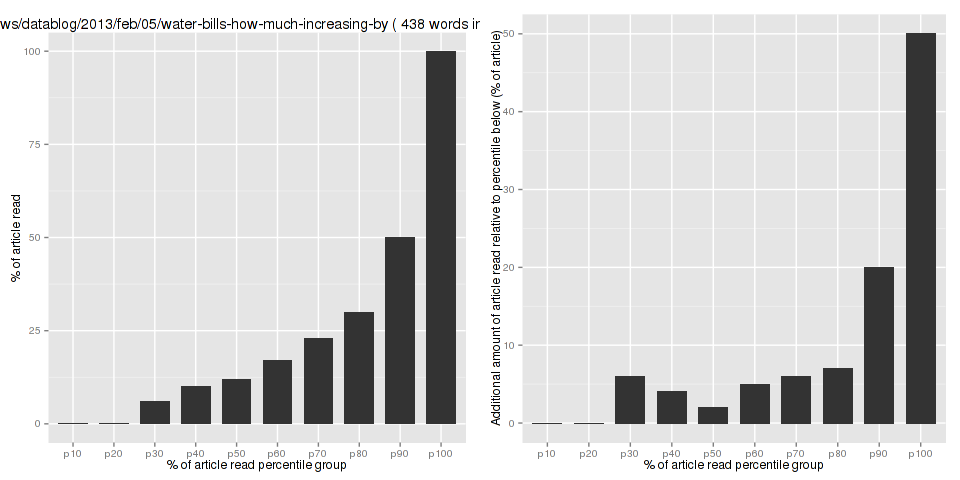 ws/datablog/2013/feb/05/water-bills-how-much-increasing-by ( 438 words ir
% of article read
100
75
50
25
0
p10 p20 p30 p40 p50 p60 p70 p80 p90 p100
% of article read percentile group
Additional amount of article read relative to percentile below (% of article)
50
40
30
20
10
0
p10 p20 p30 p40 p50 p60 p70 p80 p90 p100
% of article read percentile group